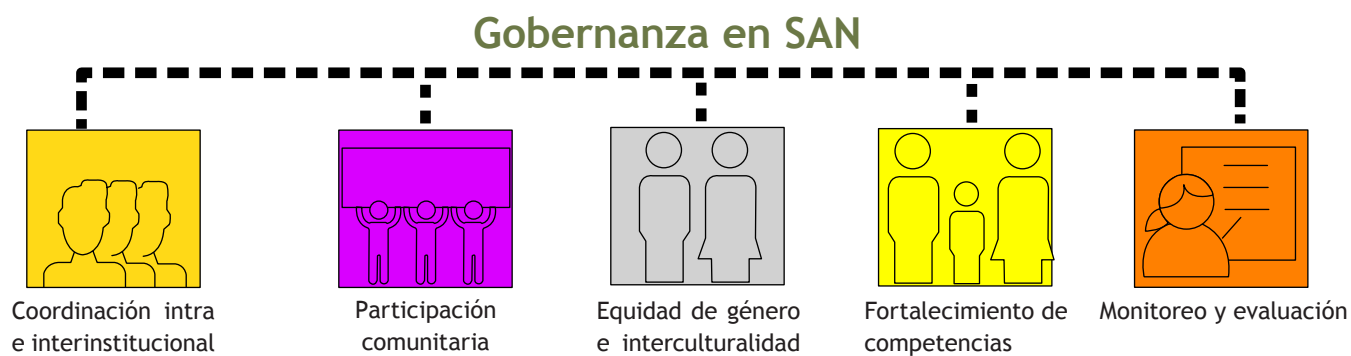 Gobernanza en SAN
Coordinación intra
e interinstitucional
Participación
comunitaria
Equidad de género
e interculturalidad
Fortalecimiento de
competencias
Monitoreo y evaluación